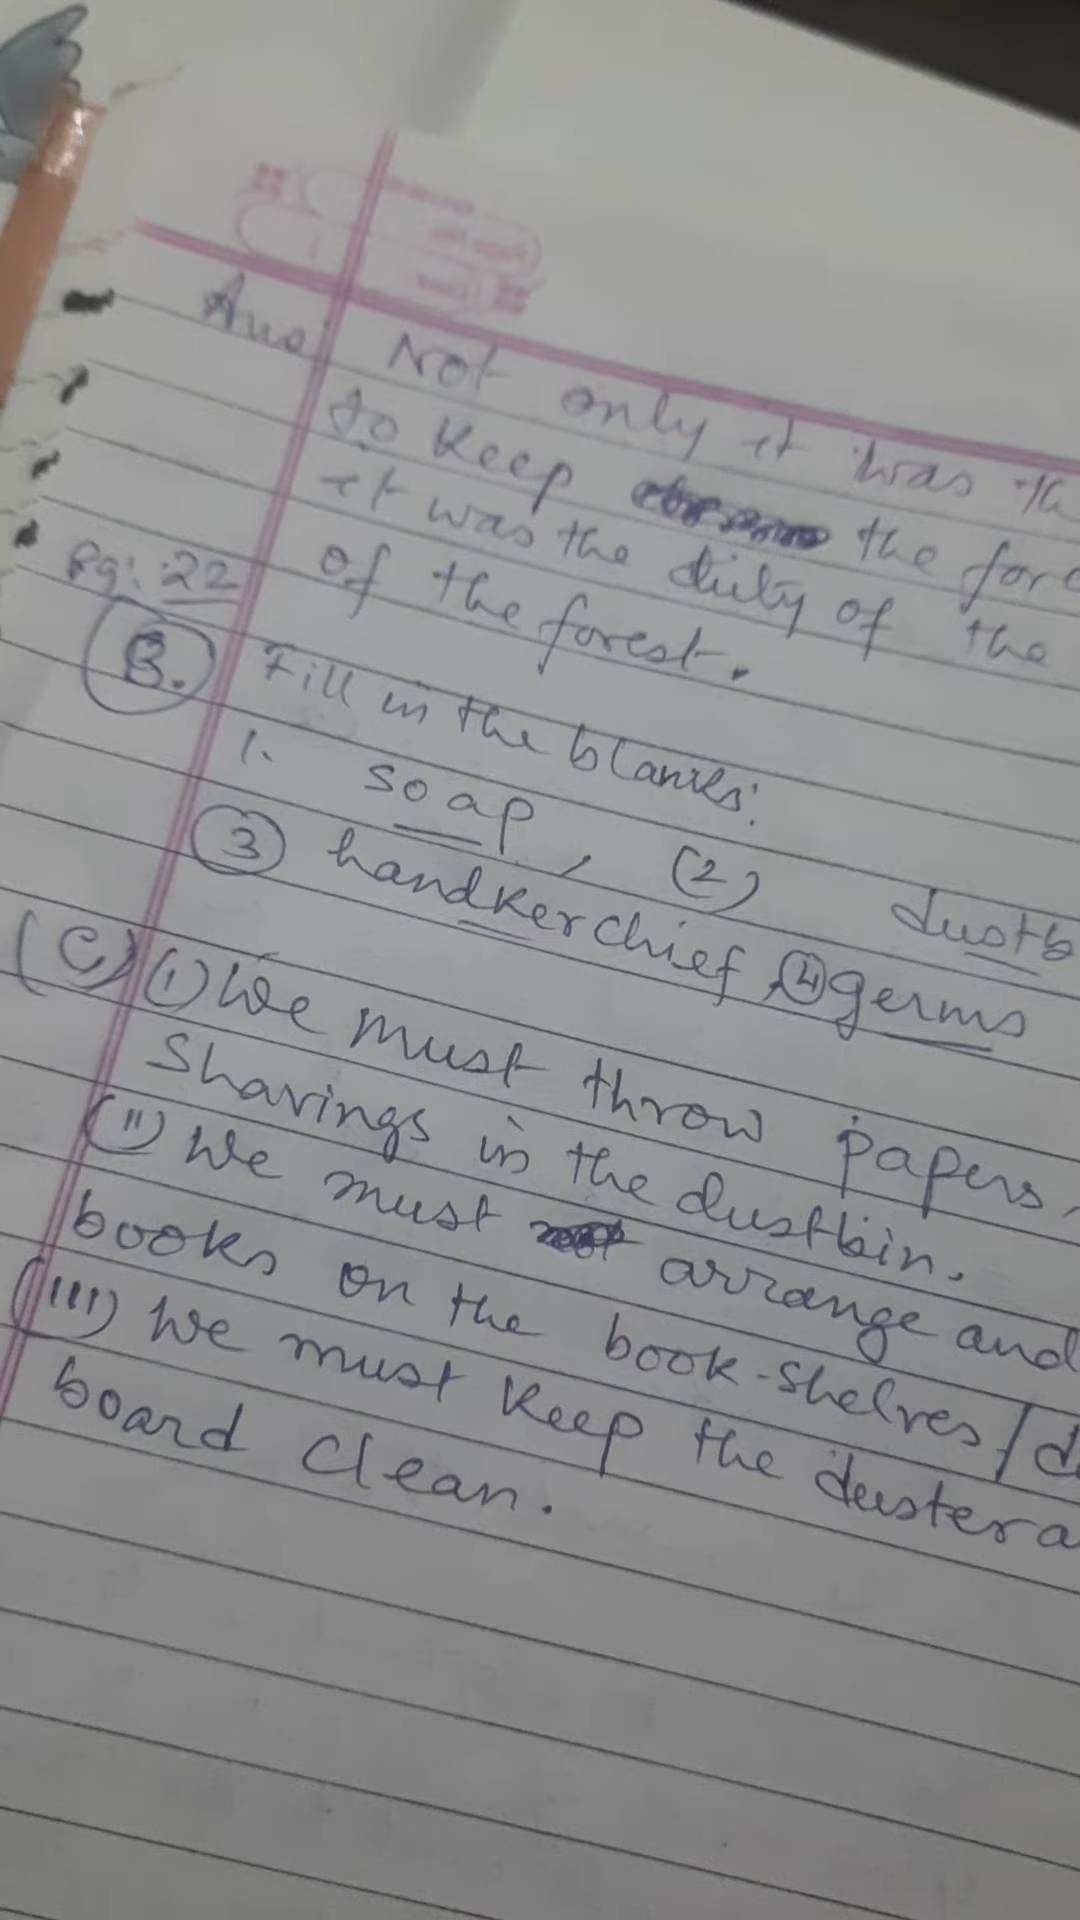 Ans: Not only it was th
to keep the for
it was the duty of the
of the forest.
Pg: 22
B. Fill in the blanks:
1. soap, (2) dustb
3 handkerchief, 4 germs
(C) (i) We must throw papers,
Sharings in the dustbin.
(ii) We must arrange and
books on the book-shelves/d
(iii) We must keep the duster a
board clean.